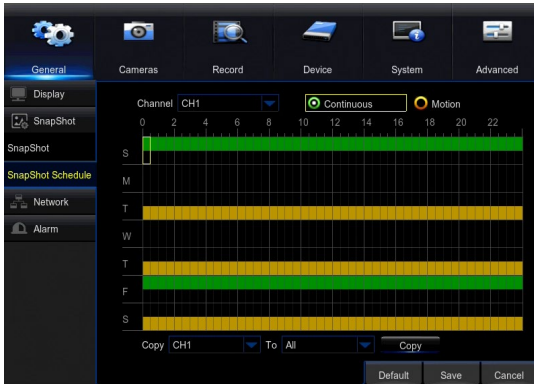 General Cameras Record Device System Advanced
Display
SnapShot
SnapShot
SnapShot Schedule
Network
Alarm
Channel CH1 Continuous Motion
0 2 4 6 8 10 12 14 16 18 20 22
S
M
T
W
T
F
S
Copy CH1 To All Copy
Default Save Cancel